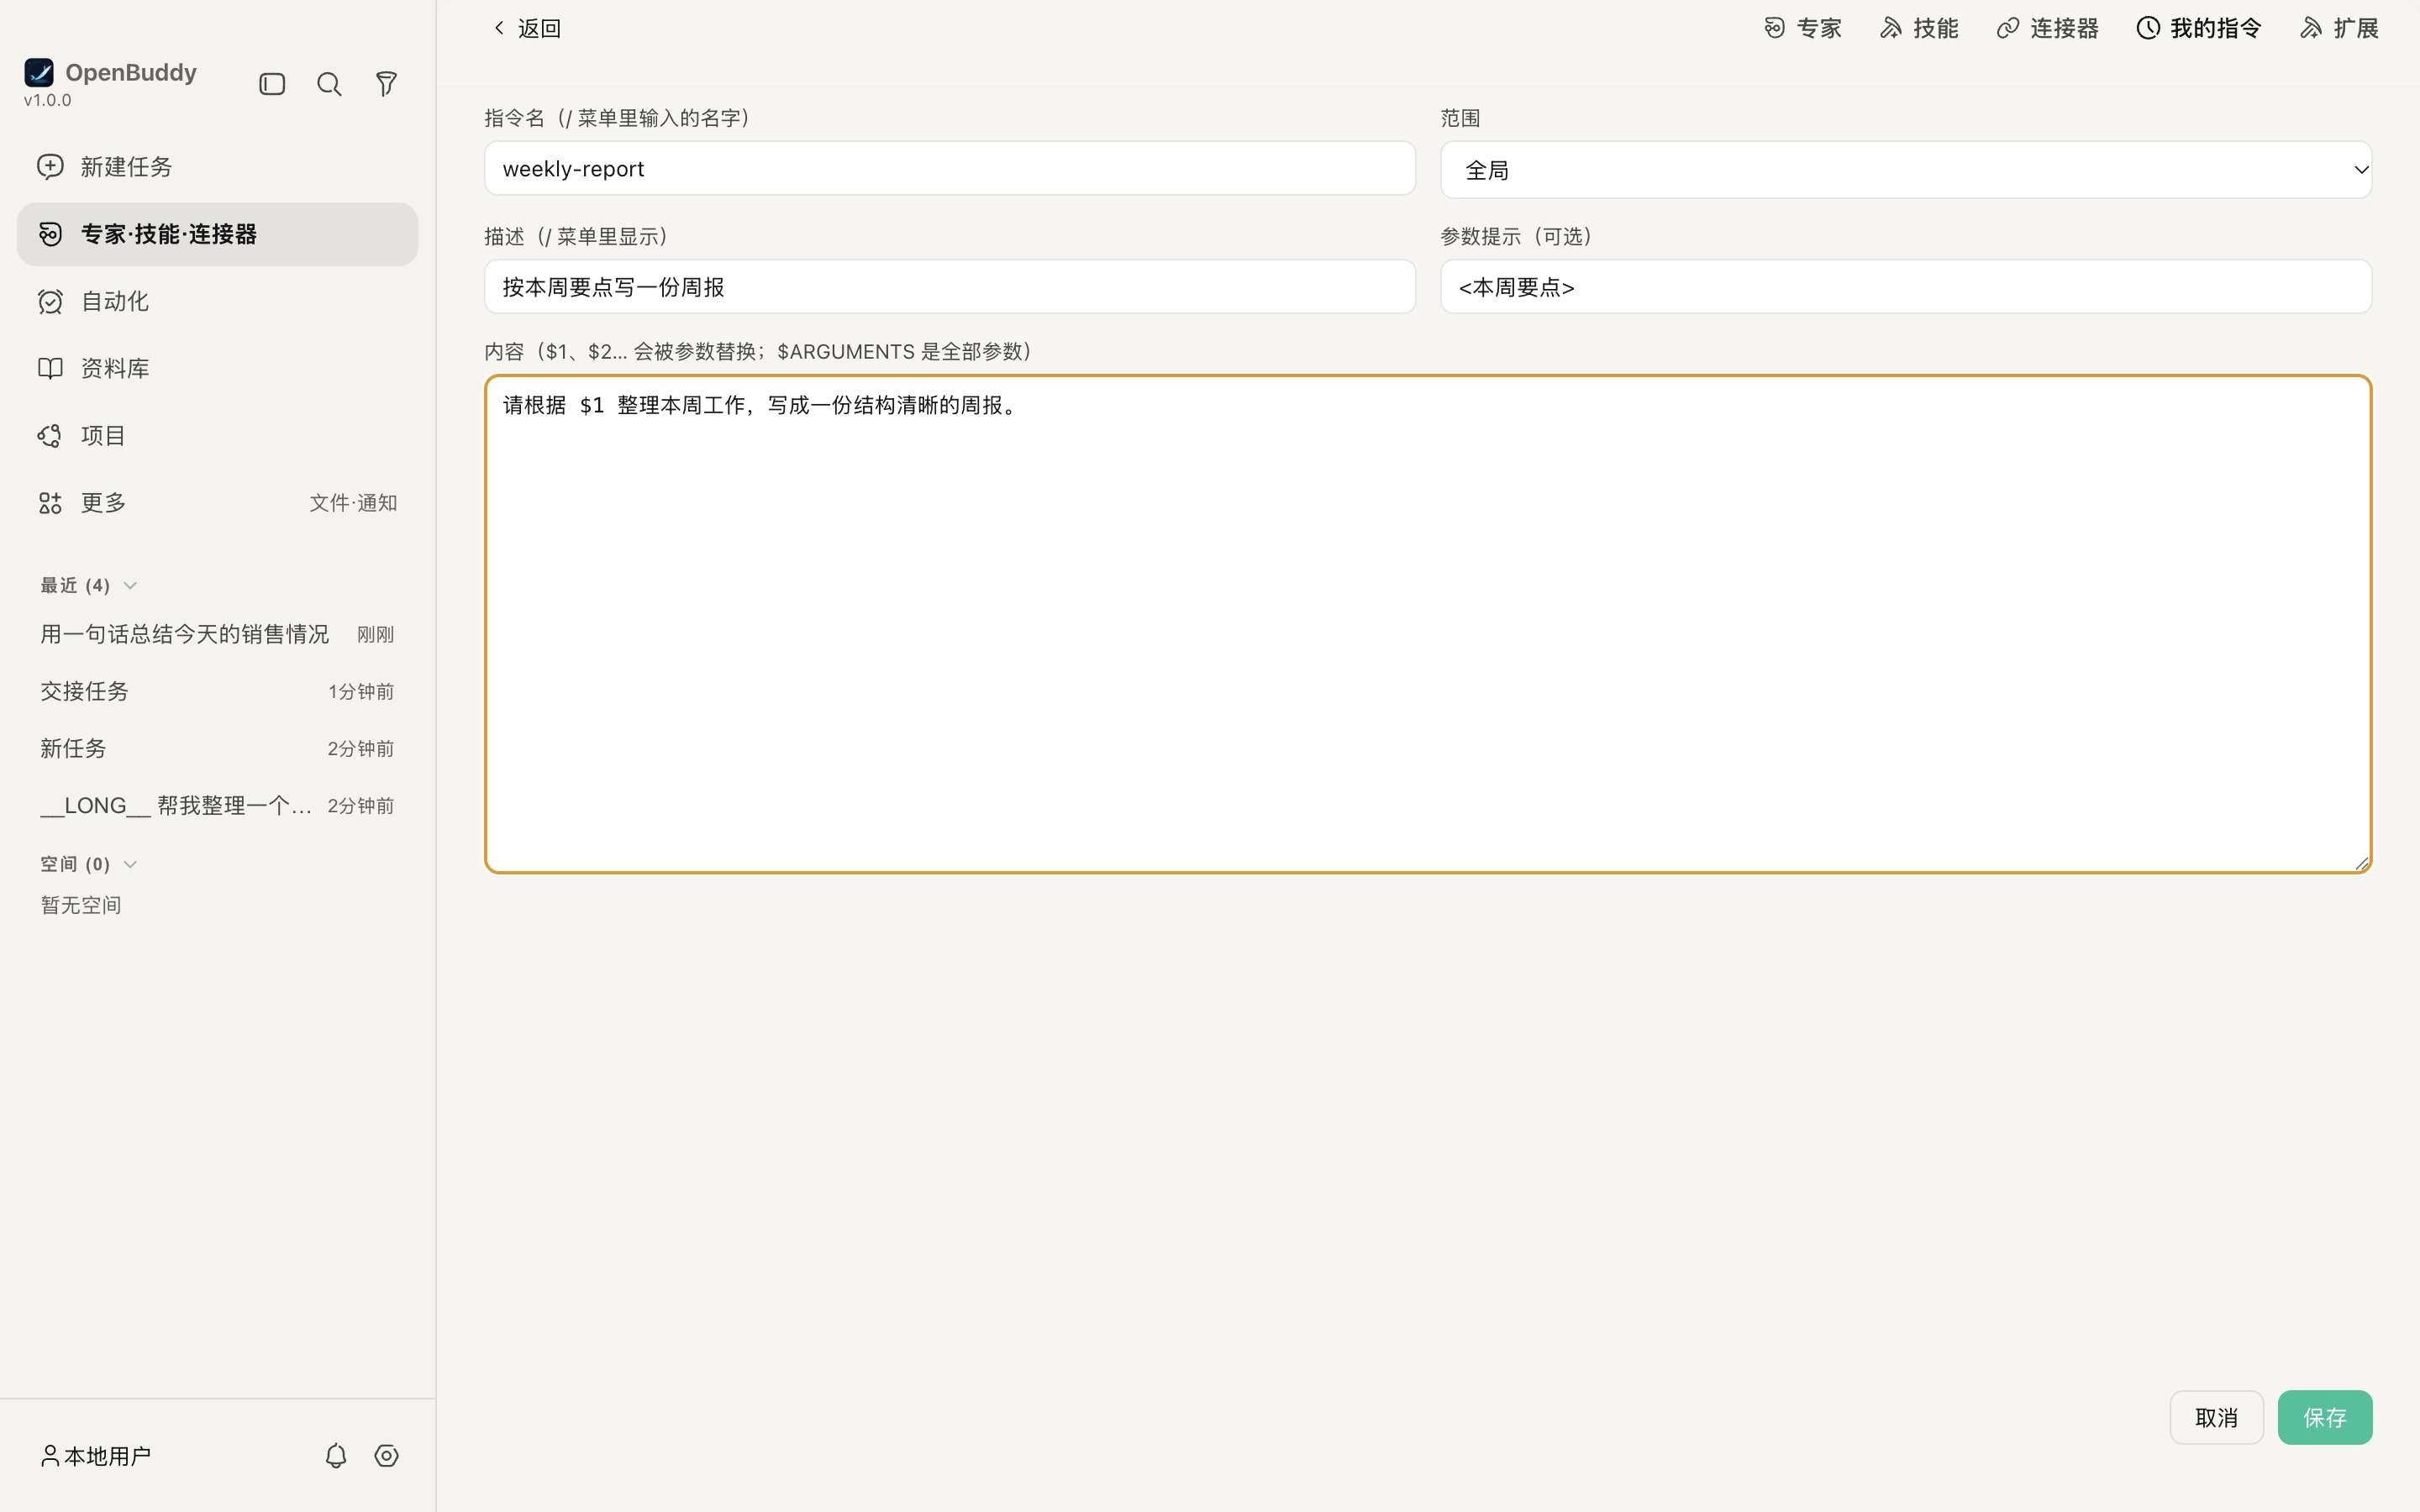 OpenBuddy
v1.0.0
新建任务
专家·技能·连接器
自动化
资料库
项目
更多 文件·通知
最近 (4)
用一句话总结今天的销售情况 刚刚
交接任务 1分钟前
新任务 2分钟前
__LONG__ 帮我整理一个… 2分钟前
空间 (0)
暂无空间
本地用户
返回
专家 技能 连接器 我的指令 扩展
指令名（/ 菜单里输入的名字）
weekly-report
范围
全局
描述（/ 菜单里显示）
按本周要点写一份周报
参数提示（可选）
<本周要点>
内容（$1、$2… 会被参数替换；$ARGUMENTS 是全部参数）
请根据 $1 整理本周工作，写成一份结构清晰的周报。
取消 保存